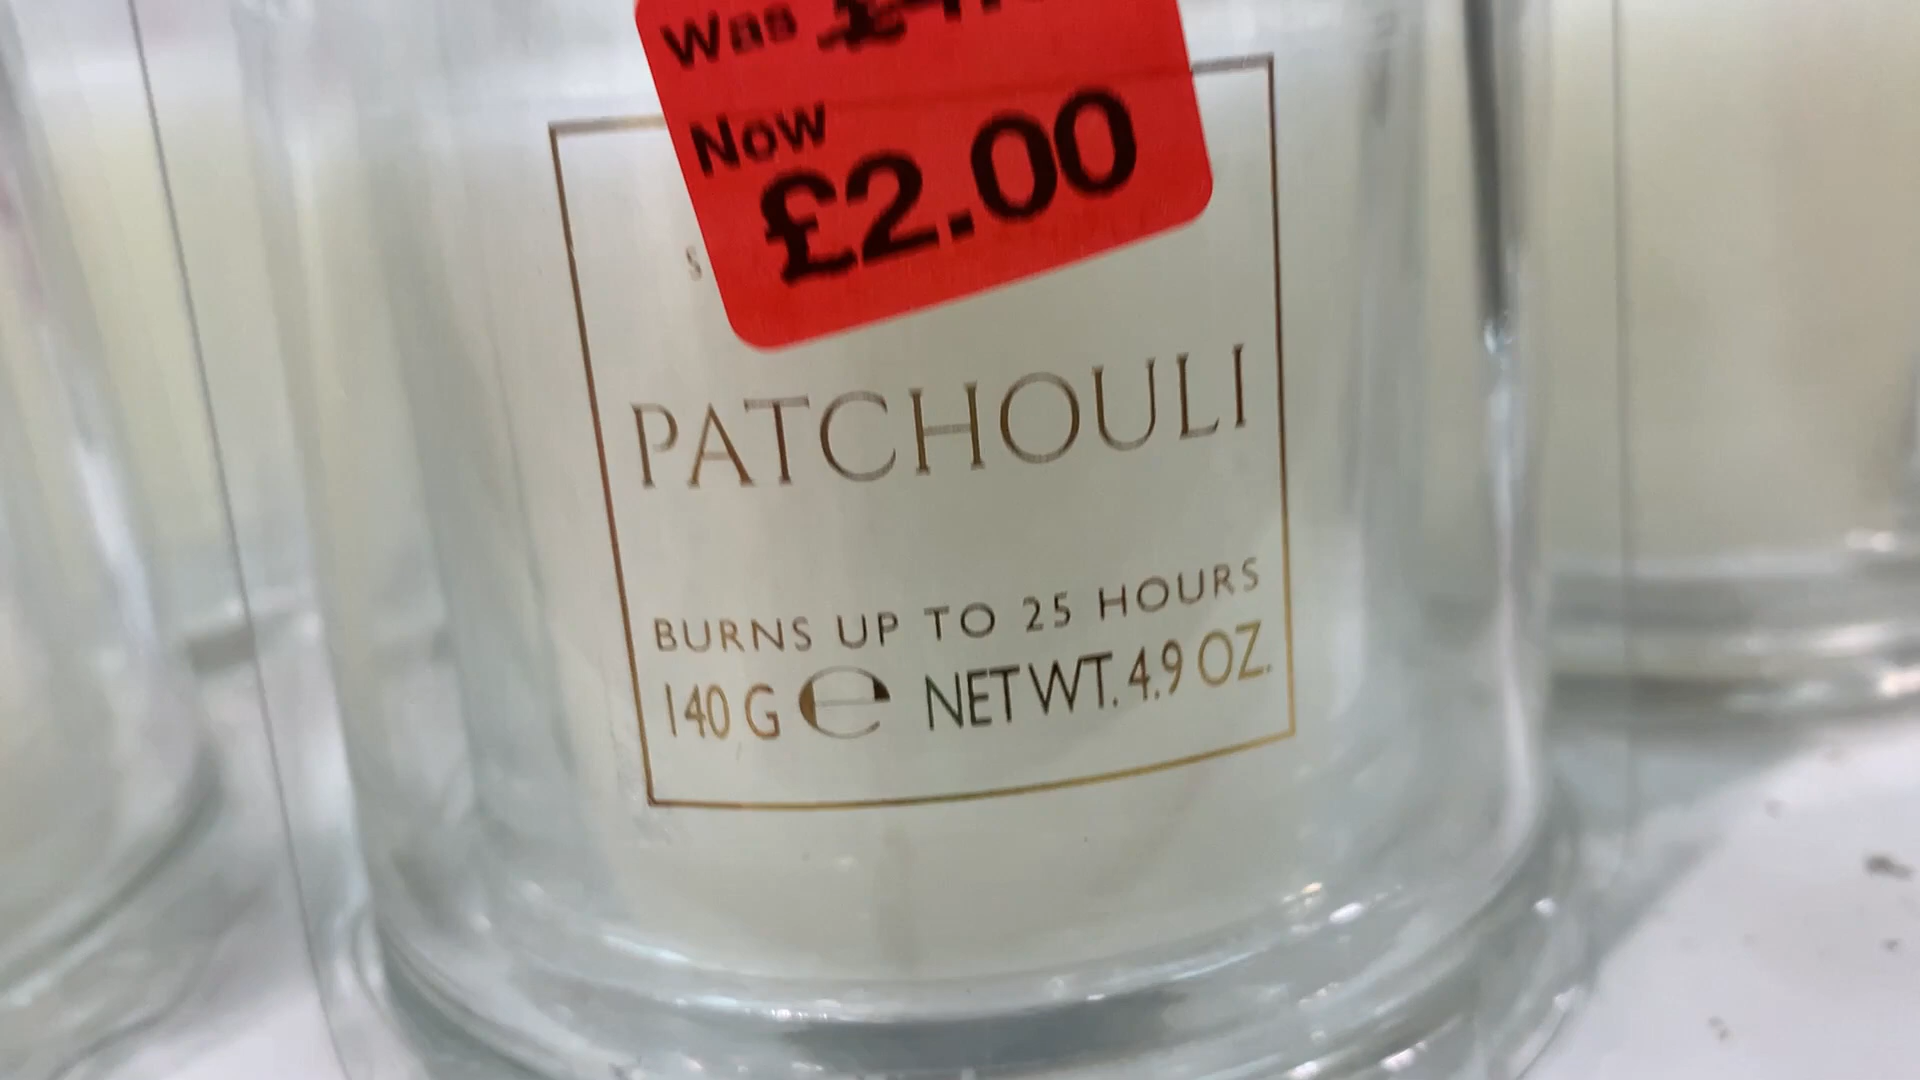 Was
Now
£2.00
S
PATCHOULI
BURNS UP TO 25 HOURS
140 G ℮ NET WT. 4.9 OZ.